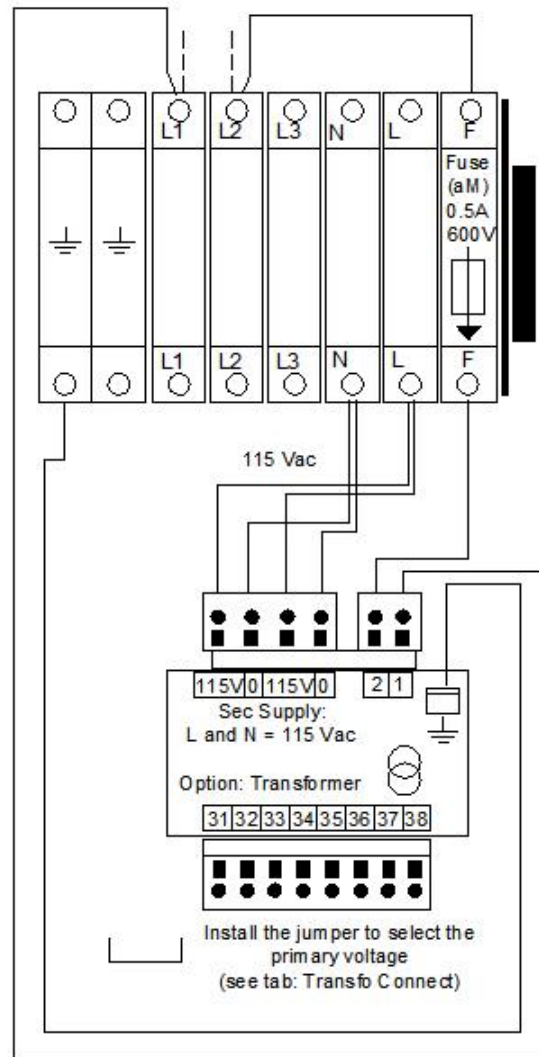 L1 L2 L3 N L F
Fuse
(aM)
0.5A
600V
L1 L2 L3 N L F
115 Vac
115V 0 115V 0 2 1
Sec Supply:
L and N = 115 Vac
Option: Transformer
31 32 33 34 35 36 37 38
Install the jumper to select the
primary voltage
(see tab: Transfo Connect)